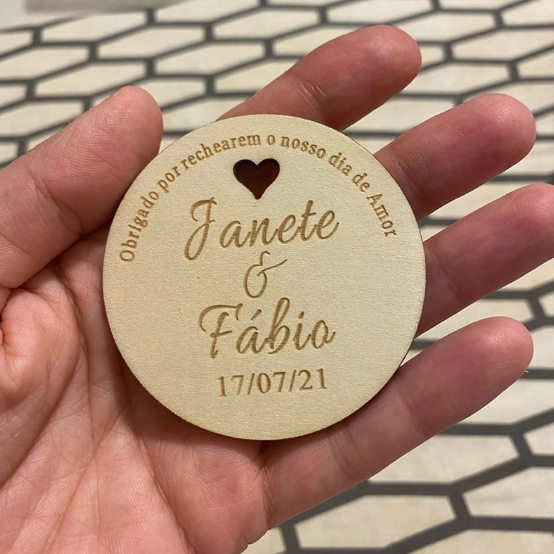 Obrigado por rechearem o nosso dia de Amor
Janete
&
Fábio
17/07/21